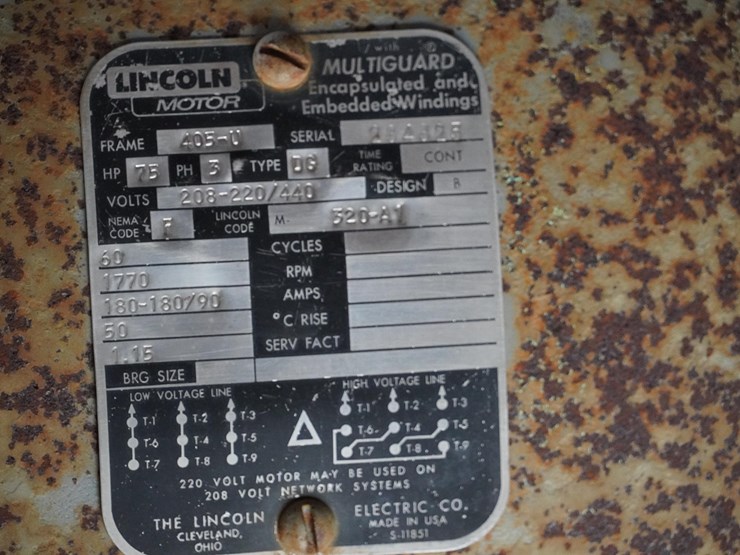 with
LINCOLN
MOTOR
MULTIGUARD
Encapsulated and
Embedded Windings
FRAME 405-U SERIAL
HP 75 PH 3 TYPE DG TIME RATING CONT
VOLTS 208-220/440 DESIGN B
NEMA CODE F LINCOLN CODE M- 320-A1
60 CYCLES
1770 RPM
180-180/90 AMPS.
50 °C RISE
1.15 SERV FACT
BRG SIZE
LOW VOLTAGE LINE HIGH VOLTAGE LINE
T-1 T-2 T-3 T-1 T-2 T-3
T-6 T-4 T-5 T-6 T-4 T-5
T-7 T-8 T-9 T-7 T-8 T-9
220 VOLT MOTOR MAY BE USED ON
208 VOLT NETWORK SYSTEMS
THE LINCOLN ELECTRIC CO.
CLEVELAND, MADE IN USA
OHIO S-11851